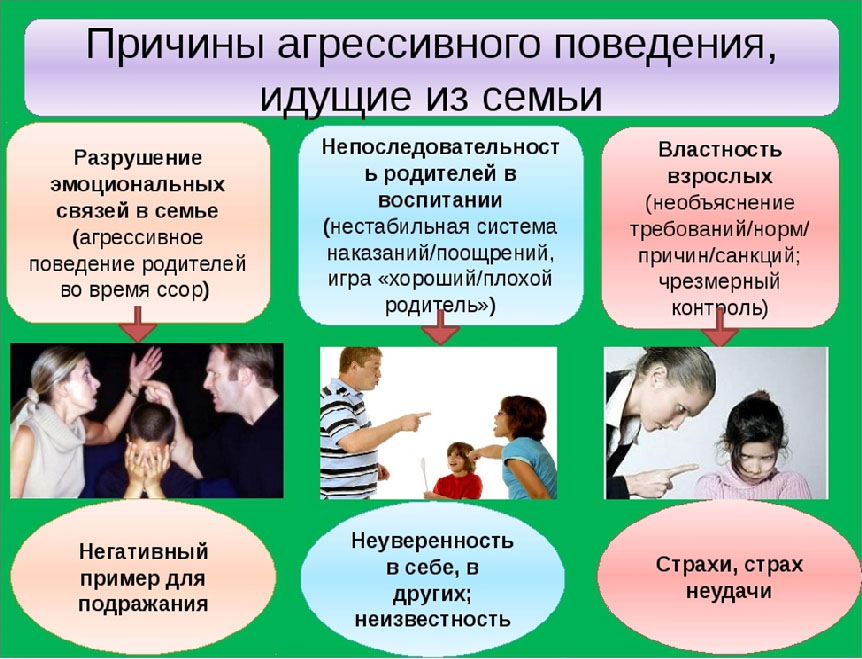 Причины агрессивного поведения,
идущие из семьи
Разрушение
эмоциональных
связей в семье
(агрессивное
поведение родителей
во время ссор)
Непоследовательност
ь родителей в
воспитании
(нестабильная система
наказаний/поощрений,
игра «хороший/плохой
родитель»)
Властность
взрослых
(необъяснение
требований/норм/
причин/санкций;
чрезмерный
контроль)
Негативный
пример для
подражания
Неуверенность
в себе, в
других;
неизвестность
Страхи, страх
неудачи